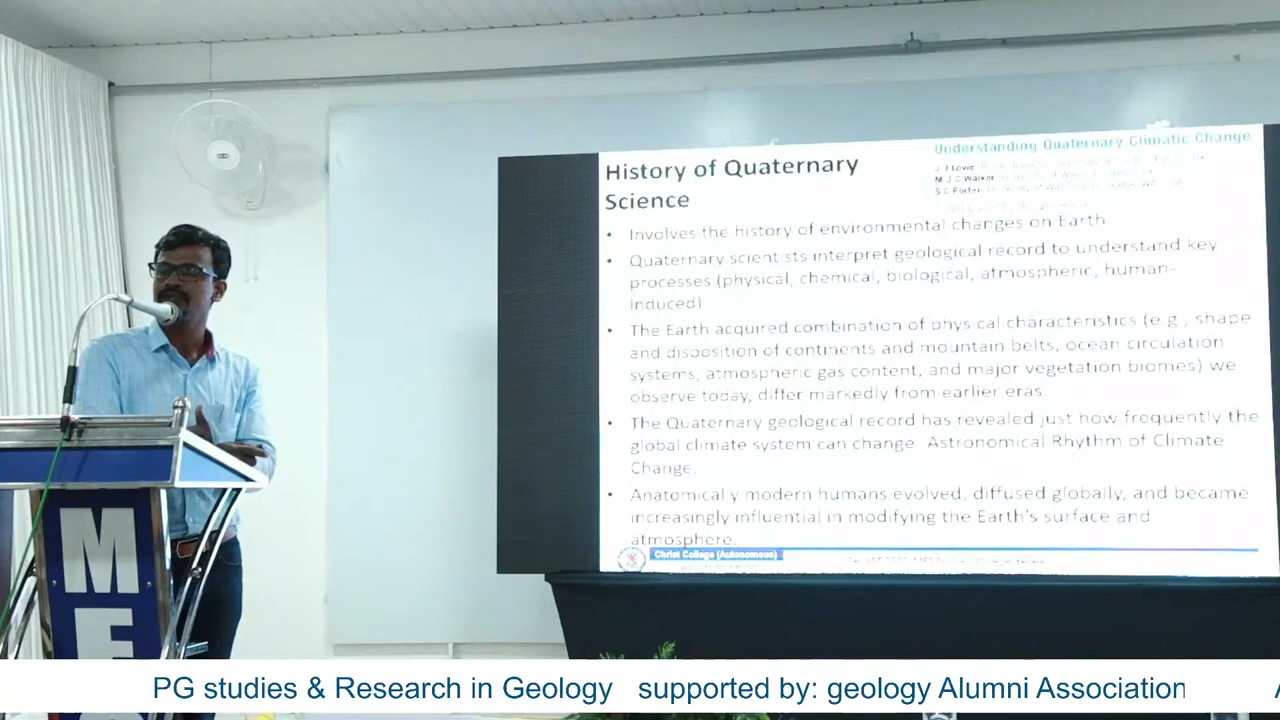 Understanding Quaternary Climatic Change
History of Quaternary
Science
J J Lowe
M J C Walker
S C Porter
• Involves the history of environmental changes on Earth
• Quaternary scientists interpret geological record to understand key
processes (physical, chemical, biological, atmospheric, human-
induced)
• The Earth acquired combination of physical characteristics (e.g., shape
and disposition of continents and mountain belts, ocean circulation
systems, atmospheric gas content, and major vegetation biomes) we
observe today, differ markedly from earlier eras.
• The Quaternary geological record has revealed just how frequently the
global climate system can change. Astronomical Rhythm of Climate
Change.
• Anatomically modern humans evolved, diffused globally, and became
increasingly influential in modifying the Earth's surface and
atmosphere.
Christ College (Autonomous)
M
E
PG studies & Research in Geology supported by: geology Alumni Association